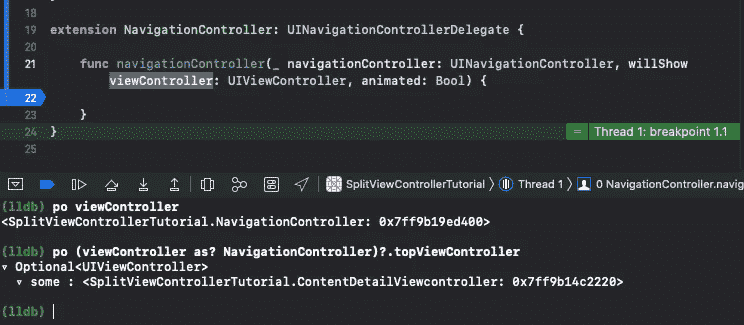 18
19 extension NavigationController: UINavigationControllerDelegate {
20
21 func navigationController(_ navigationController: UINavigationController, willShow
viewController: UIViewController, animated: Bool) {
22
23 }
24 } = Thread 1: breakpoint 1.1
25
SplitViewControllerTutorial Thread 1 0 NavigationController.navig
(lldb) po viewController
<SplitViewControllerTutorial.NavigationController: 0x7ff9b19ed400>
(lldb) po (viewController as? NavigationController)?.topViewController
▿ Optional<UIViewController>
▿ some : <SplitViewControllerTutorial.ContentDetailViewcontroller: 0x7ff9b14c2220>
(lldb)